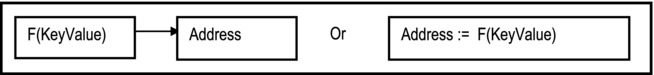 F(KeyValue) Address Or Address := F(KeyValue)